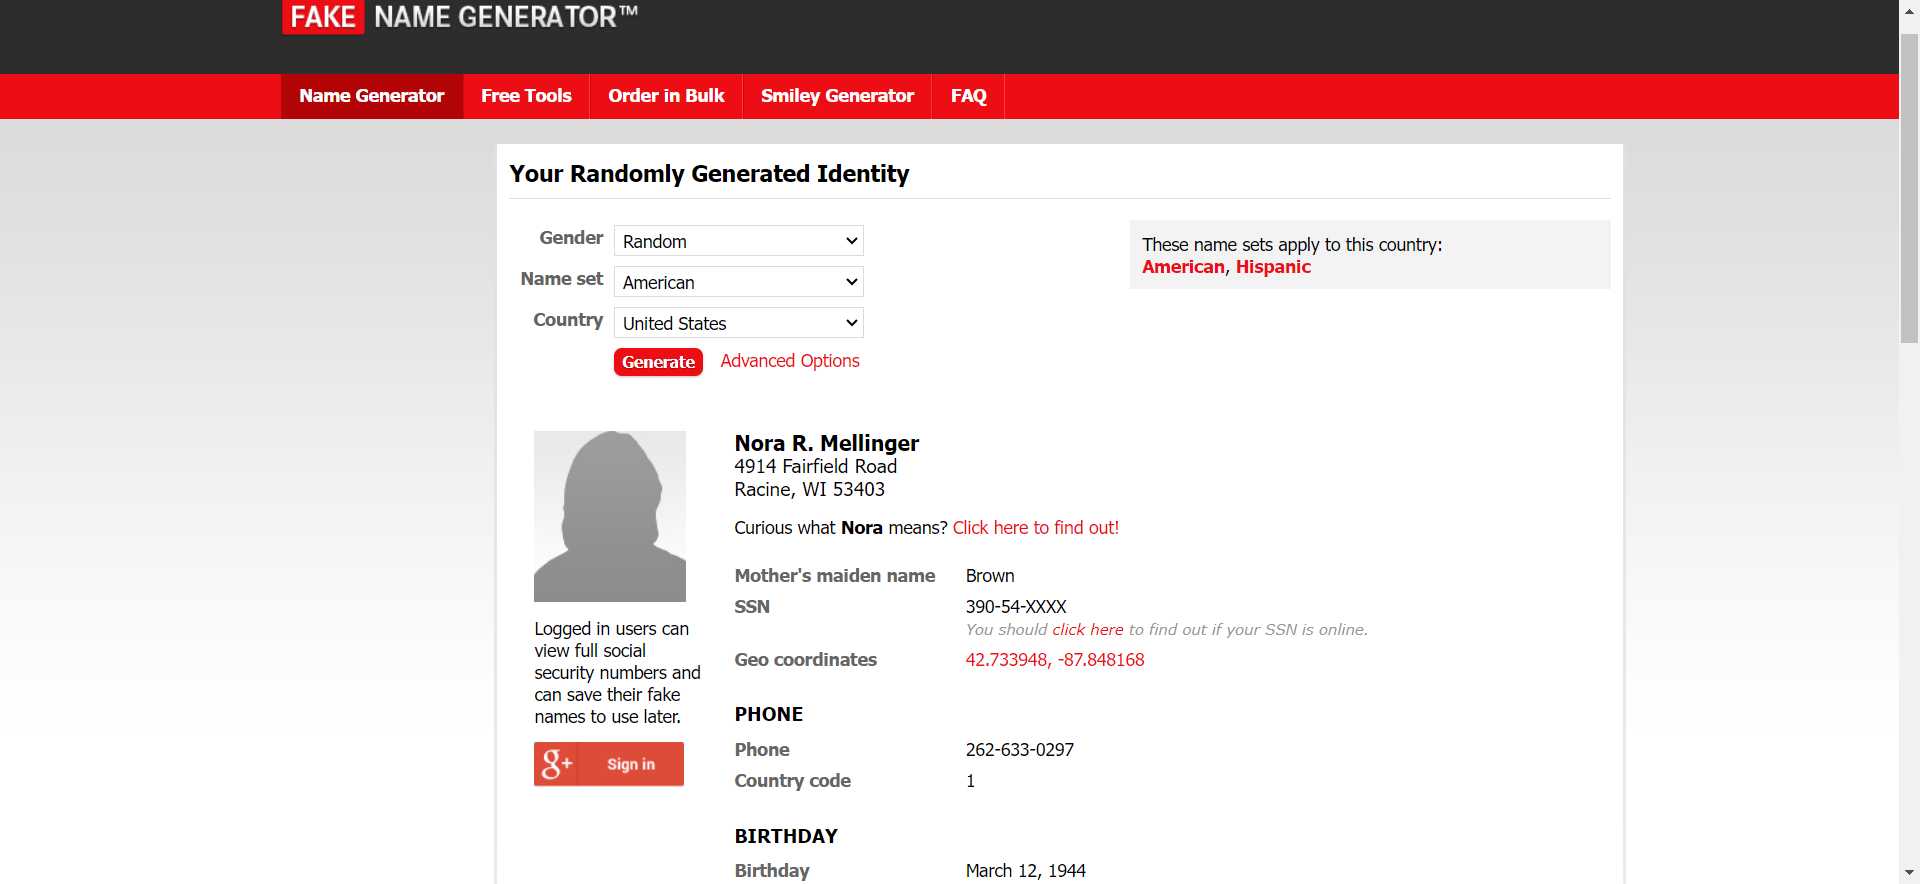 FAKE NAME GENERATOR™
Name Generator Free Tools Order in Bulk Smiley Generator FAQ
Your Randomly Generated Identity
Gender Random
Name set American
Country United States
Generate Advanced Options
These name sets apply to this country:
American, Hispanic
Nora R. Mellinger
4914 Fairfield Road
Racine, WI 53403
Curious what Nora means? Click here to find out!
Mother's maiden name Brown
SSN 390-54-XXXX
You should click here to find out if your SSN is online.
Geo coordinates 42.733948, -87.848168
Logged in users can
view full social
security numbers and
can save their fake
names to use later.
g+ Sign in
PHONE
Phone 262-633-0297
Country code 1
BIRTHDAY
Birthday March 12, 1944